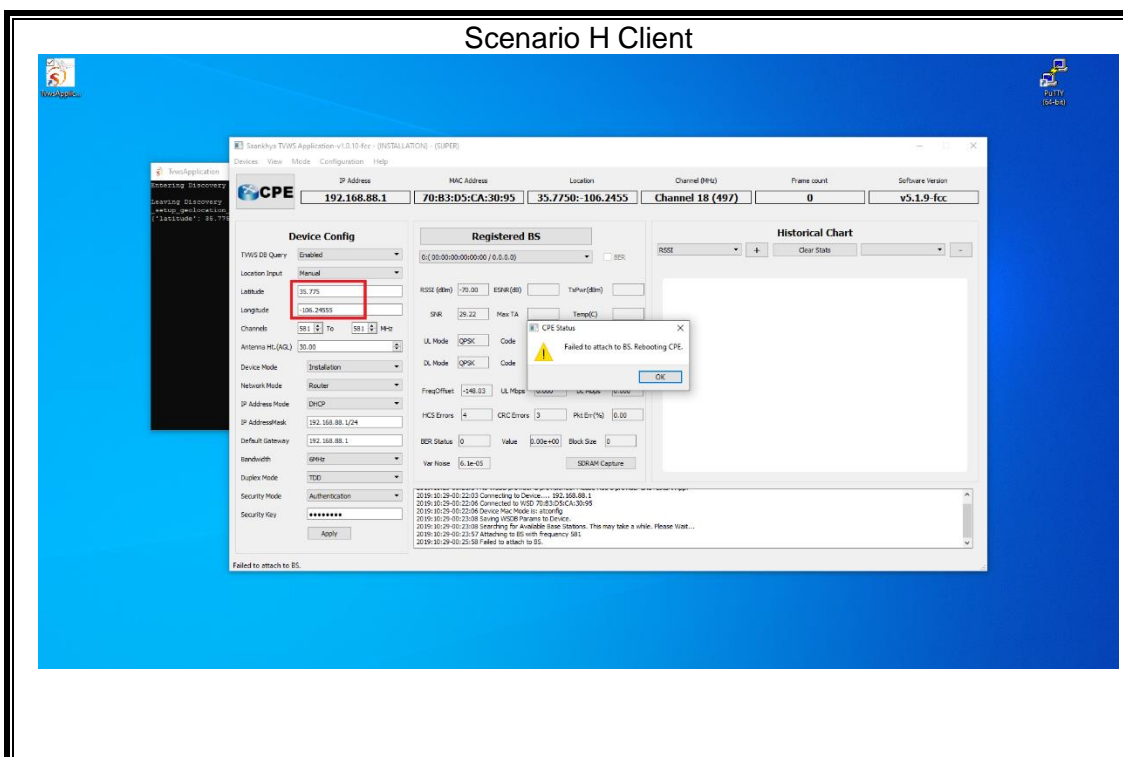 Scenario H Client
PuTTY
(64-bit)
Saankhya TVWS Application-v1.0.10-fcc - (INSTALLATION) - (SUPER)
Devices View Mode Configuration Help
TvwsApplication
Entering Discovery
Leaving Discovery
_setup_geolocation_
{'latitude': 35.775
CPE
IP Address
192.168.88.1
MAC Address
70:B3:D5:CA:30:95
Location
35.7750:-106.2455
Channel (MHz)
Channel 18 (497)
Frame count
0
Software Version
v5.1.9-fcc
Device Config
TVWS DB Query Enabled
Location Input Manual
Latitude 35.775
Longitude -106.24555
Channels 581 To 581 MHz
Antenna Ht.(AGL) 30.00
Device Mode Installation
Network Mode Router
IP Address Mode DHCP
IP AddressMask 192.168.88.1/24
Default Gateway 192.168.88.1
Bandwidth 6MHz
Duplex Mode TDD
Security Mode Authentication
Security Key ••••••••
Apply
Registered BS
0:( 00:00:00:00:00:00 / 0.0.0.0) BER
RSSI (dBm) -70.00 ESNR(dB) TxPwr(dBm)
SNR 29.22 Max TA Temp(C)
UL Mode QPSK Code
DL Mode QPSK Code
FreqOffset -148.03 UL Mbps 0.000 DL Mbps 0.000
HCS Errors 4 CRC Errors 3 Pkt Err(%) 0.00
BER Status 0 Value 0.00e+00 Block Size 0
Var Noise 6.1e-05 SDRAM Capture
Historical Chart
RSSI + Clear Stats -
CPE Status
Failed to attach to BS. Rebooting CPE.
OK
2019:10:29-00:22:03 Connecting to Device.... 192.168.88.1
2019:10:29-00:22:06 Connected to WSD 70:B3:D5:CA:30:95
2019:10:29-00:22:06 Device Mac Mode is: atconfig
2019:10:29-00:23:08 Saving WSDB Params to Device.
2019:10:29-00:23:08 Searching for Available Base Stations. This may take a while. Please Wait...
2019:10:29-00:23:57 Attaching to BS with frequency 581
2019:10:29-00:25:58 Failed to attach to BS.
Failed to attach to BS.